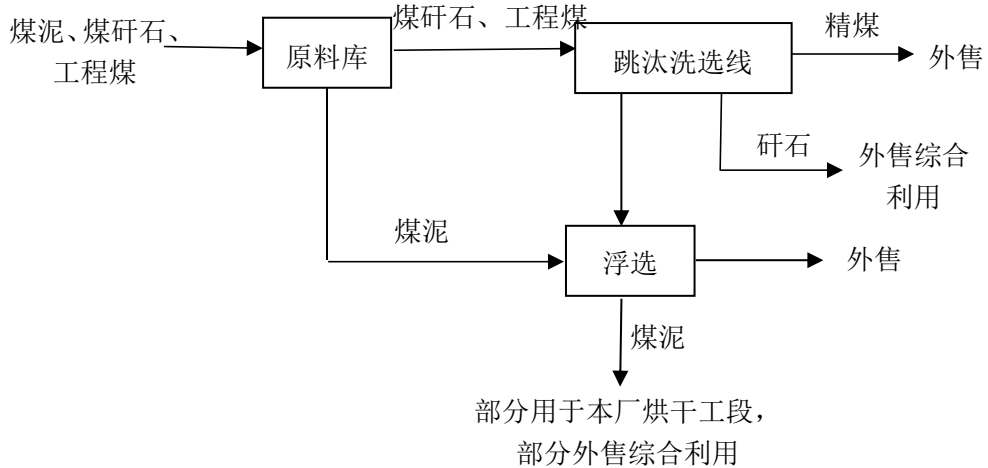 煤泥、煤矸石、
工程煤
原料库
煤矸石、工程煤
跳汰洗选线
精煤
外售
矸石
外售综合
利用
煤泥
浮选
外售
煤泥
部分用于本厂烘干工段，
部分外售综合利用